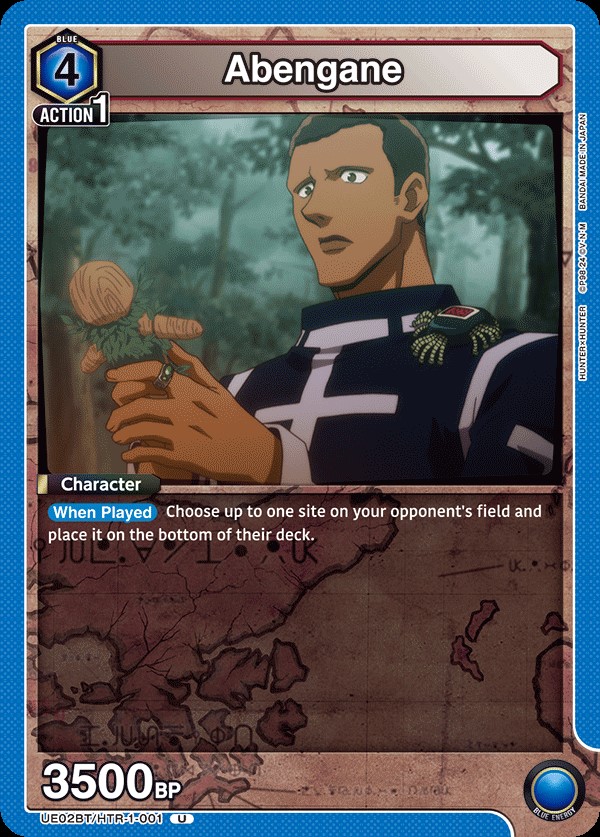 BLUE
4
Abengane
ACTION 1
HUNTER×HUNTER ©P98-24 ©V·N·M BANDAI MADE IN JAPAN
Character
When Played Choose up to one site on your opponent's field and
place it on the bottom of their deck.
3500 BP
UE02BT/HTR-1-001 U
BLUE ENERGY